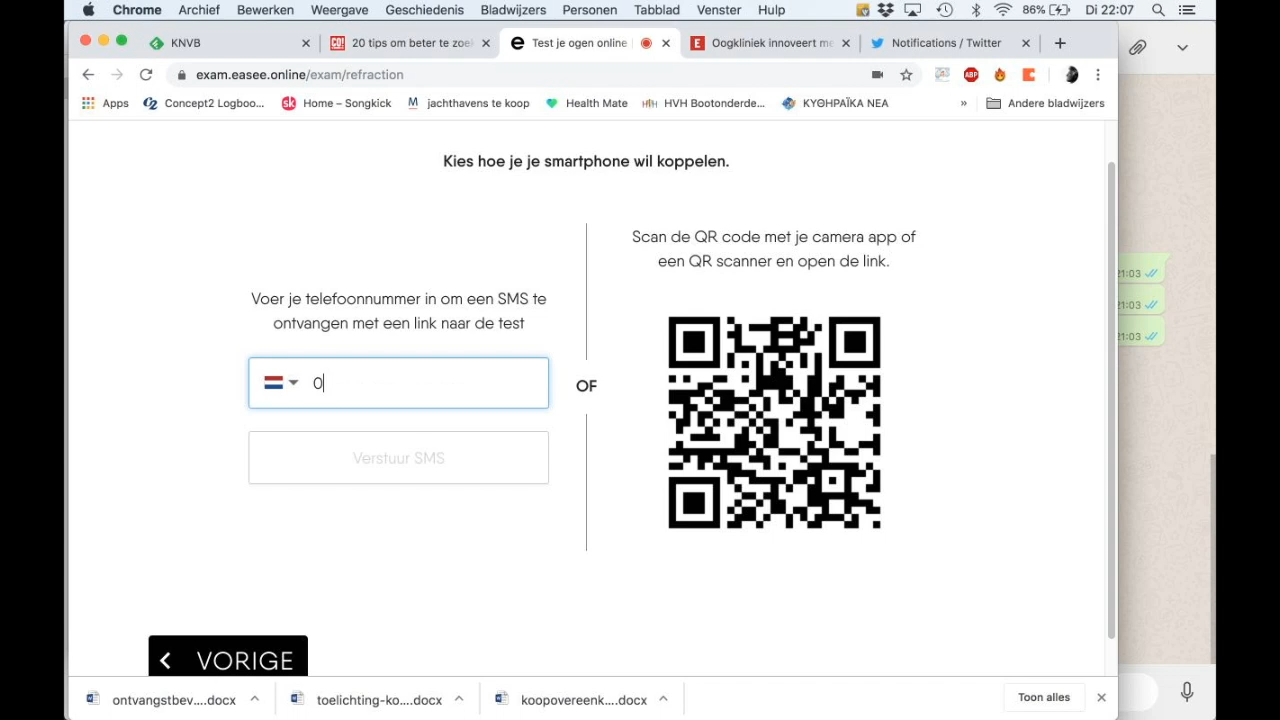 Chrome Archief Bewerken Weergave Geschiedenis Bladwijzers Personen Tabblad Venster Hulp 86% Di 22:07
KNVB 20 tips om beter te zoe Test je ogen online Oogkliniek innoveert me Notifications / Twitter
exam.easee.online/exam/refraction ABP
Apps Concept2 Logboo... Home – Songkick jachthavens te koop Health Mate HVH Bootonderde... ΚΥΘΗΡΑΪΚΑ ΝΕΑ » Andere bladwijzers
Kies hoe je je smartphone wil koppelen.
Voer je telefoonnummer in om een SMS te
ontvangen met een link naar de test
0
Verstuur SMS
OF
Scan de QR code met je camera app of
een QR scanner en open de link.
21:03
21:03
21:03
VORIGE
ontvangstbev....docx toelichting-ko....docx koopovereenk....docx Toon alles